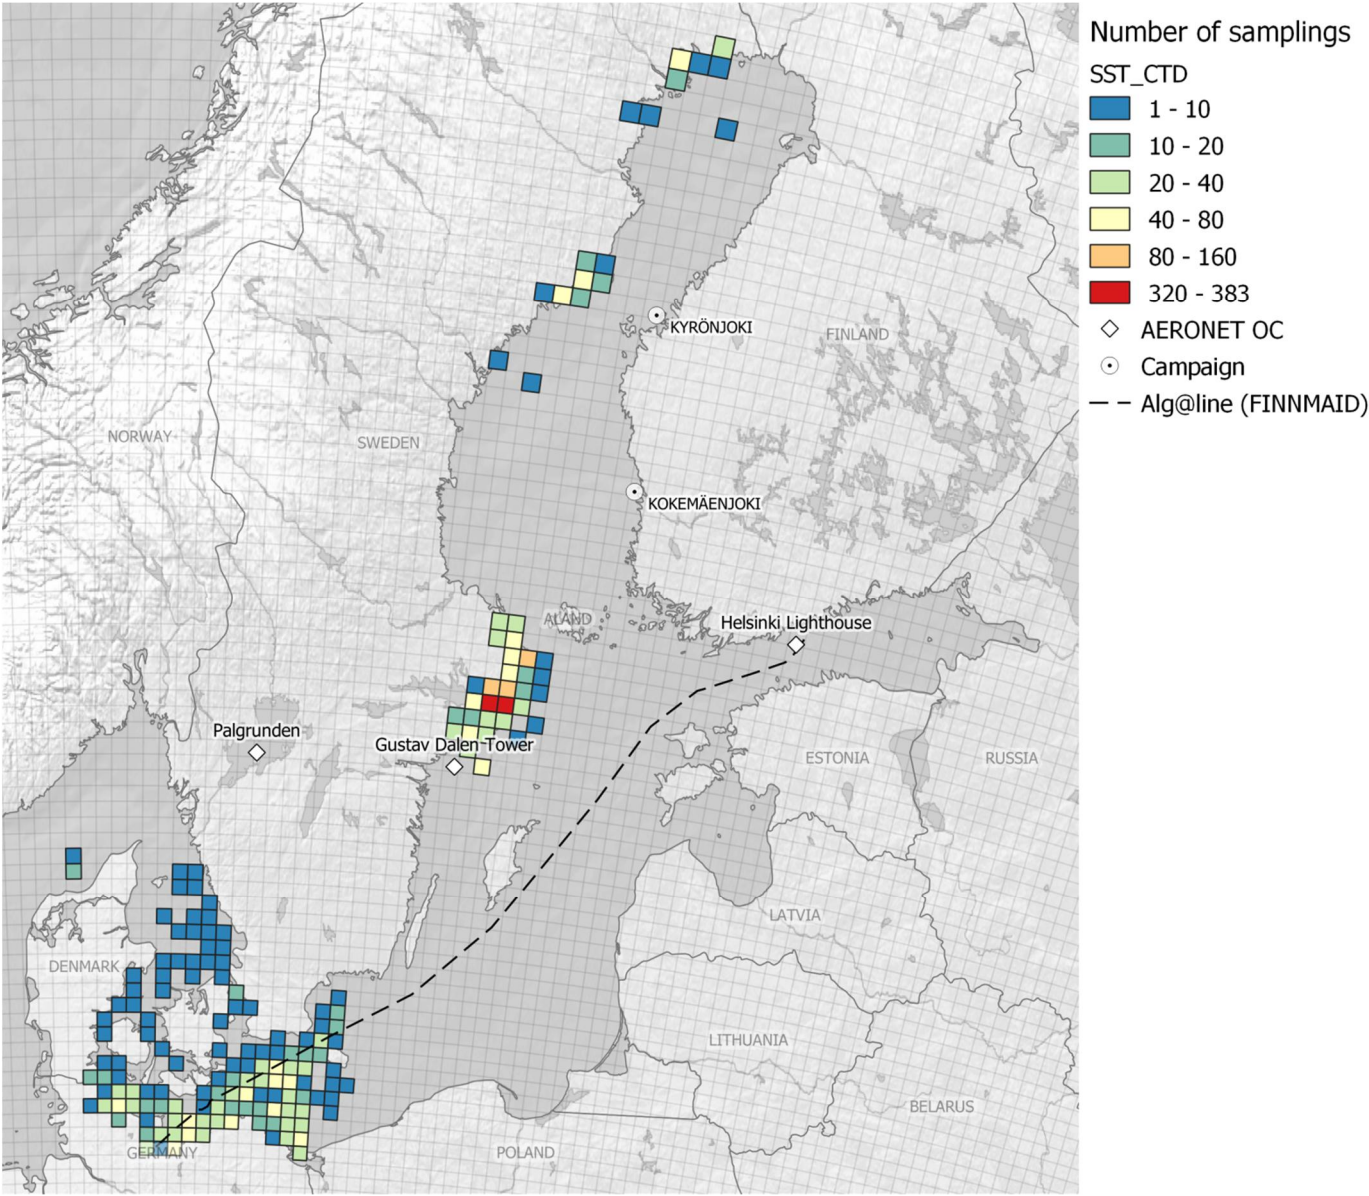 Number of samplings
SST_CTD
1 - 10
10 - 20
20 - 40
40 - 80
80 - 160
320 - 383
AERONET OC
Campaign
Alg@line (FINNMAID)
KYRÖNJOKI
FINLAND
NORWAY
SWEDEN
KOKEMÄENJOKI
ÅLAND
Helsinki Lighthouse
Palgrunden
Gustav Dalen Tower
ESTONIA
RUSSIA
LATVIA
DENMARK
LITHUANIA
BELARUS
GERMANY
POLAND